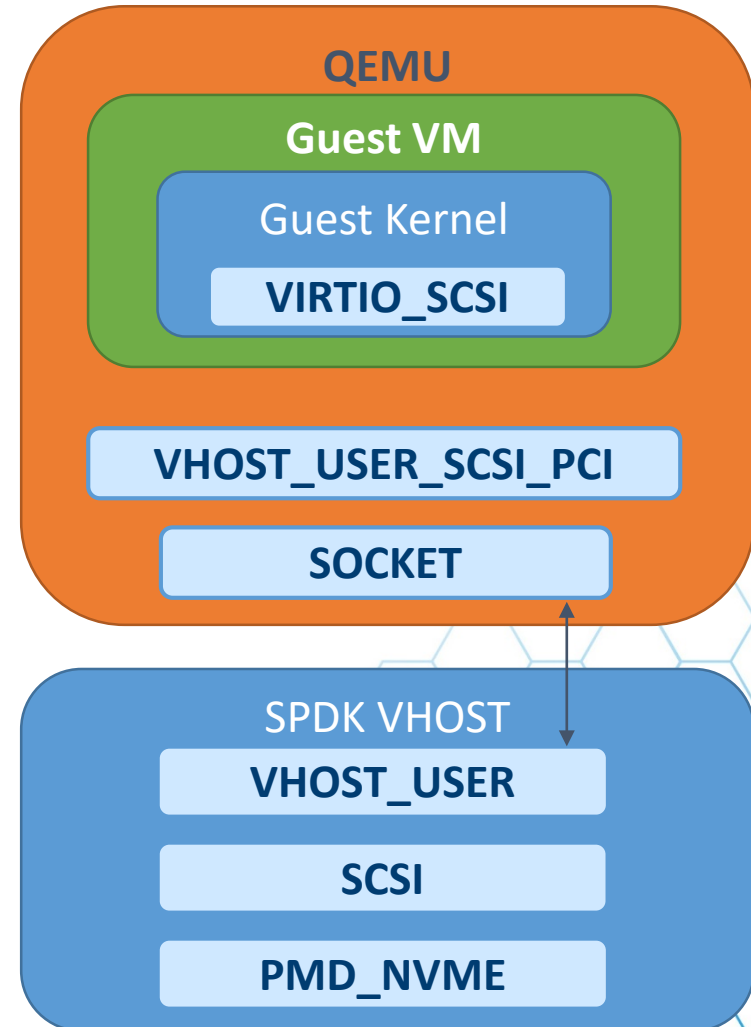 QEMU
Guest VM
Guest Kernel
VIRTIO_SCSI
VHOST_USER_SCSI_PCI
SOCKET
SPDK VHOST
VHOST_USER
SCSI
PMD_NVME